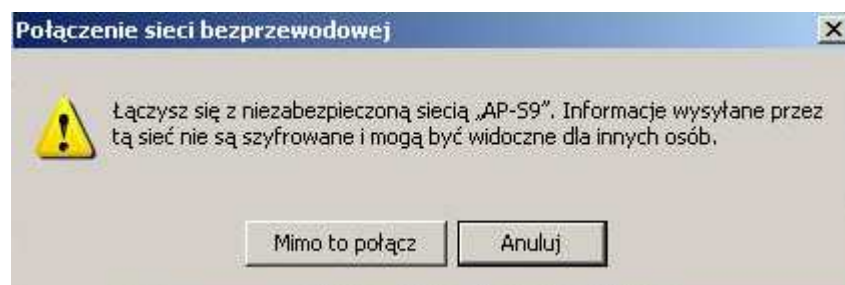 Połączenie sieci bezprzewodowej
Łączysz się z niezabezpieczoną siecią „AP-S9”. Informacje wysyłane przez
tą sieć nie są szyfrowane i mogą być widoczne dla innych osób.
Mimo to połącz
Anuluj